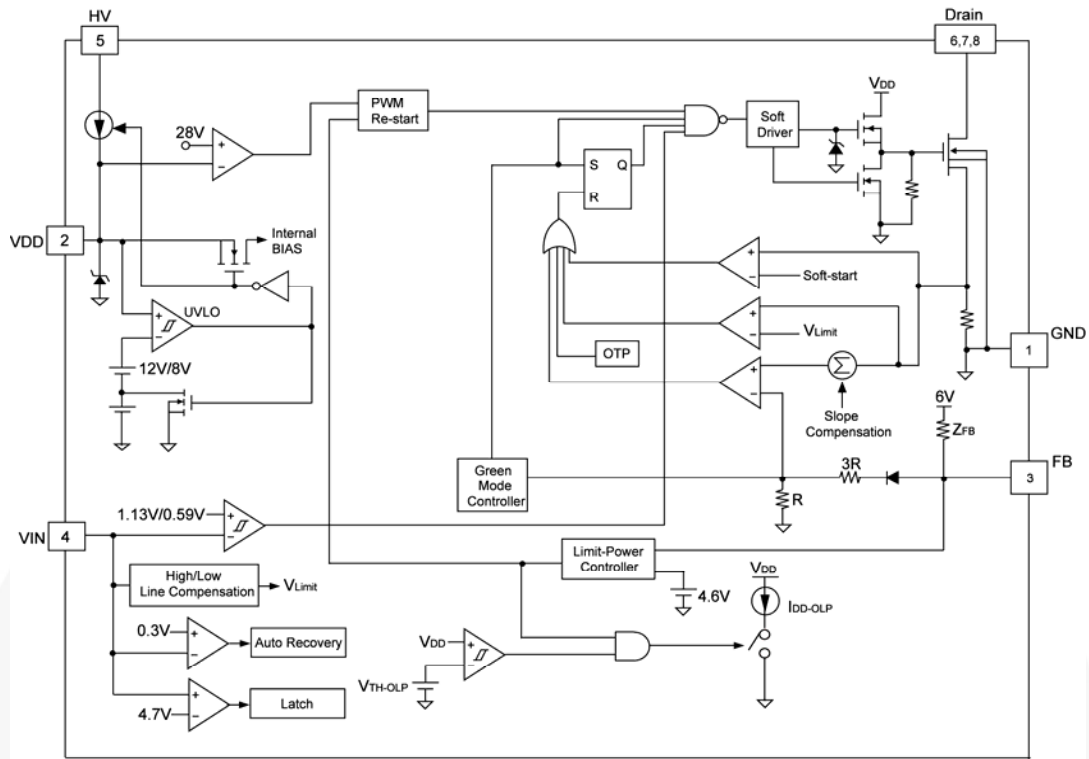 HV
5
Drain
6,7,8
VDD
PWM
Re-start
Soft
Driver
28V
+
−
S
Q
R
VDD
2
Internal
BIAS
+
−
Soft-start
UVLO
+
−
+
−
VLimit
GND
1
OTP
12V/8V
+
−
Σ
Slope
Compensation
6V
ZFB
Green
Mode
Controller
3R
FB
3
R
1.13V/0.59V
+
−
VIN
4
Limit-Power
Controller
High/Low
Line Compensation
VLimit
4.6V
VDD
IDD-OLP
0.3V
+
−
Auto Recovery
VDD
+
−
VTH-OLP
4.7V
+
−
Latch